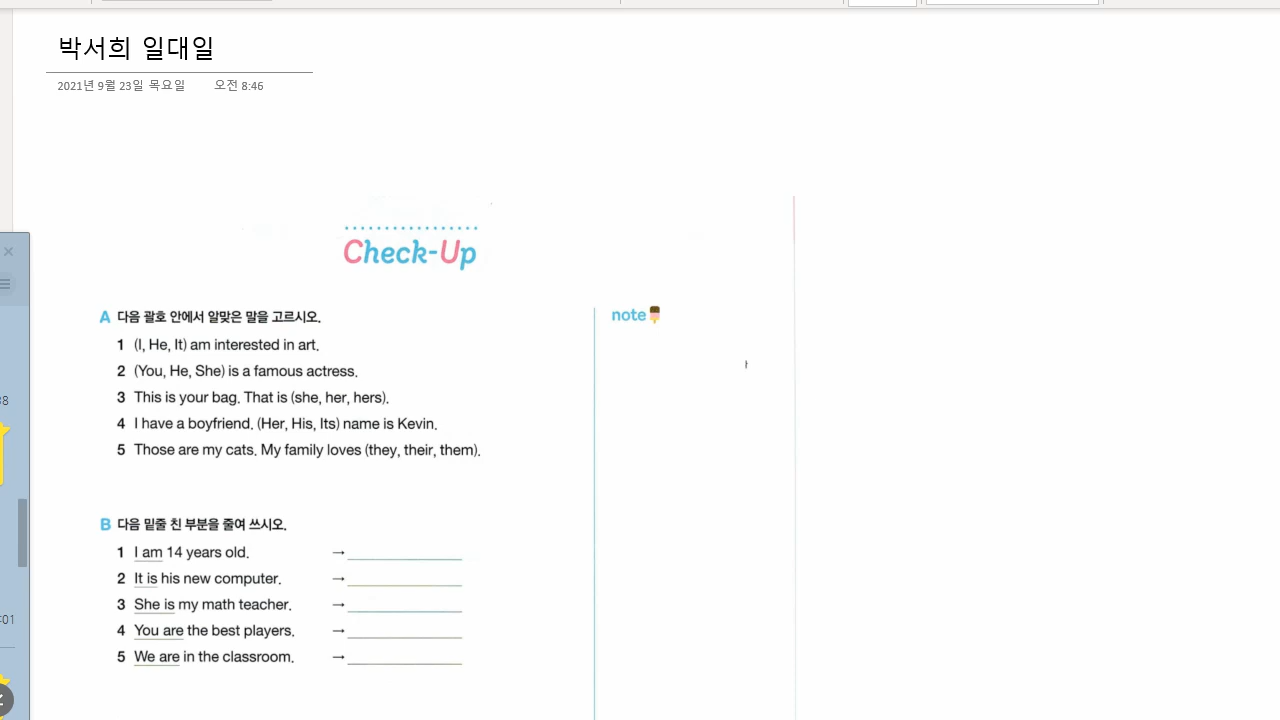 박서희 일대일
2021년 9월 23일 목요일 오전 8:46
Check-Up
A 다음 괄호 안에서 알맞은 말을 고르시오.
1 (I, He, It) am interested in art.
2 (You, He, She) is a famous actress.
3 This is your bag. That is (she, her, hers).
4 I have a boyfriend. (Her, His, Its) name is Kevin.
5 Those are my cats. My family loves (they, their, them).
note
B 다음 밑줄 친 부분을 줄여 쓰시오.
1 I am 14 years old. →
2 It is his new computer. →
3 She is my math teacher. →
4 You are the best players. →
5 We are in the classroom. →